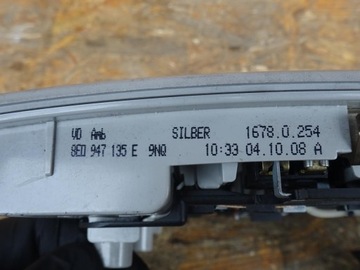 VD Amb SILBER 1678.0.254
8E0 947 135 E 9NQ 10:33 04.10.08 A